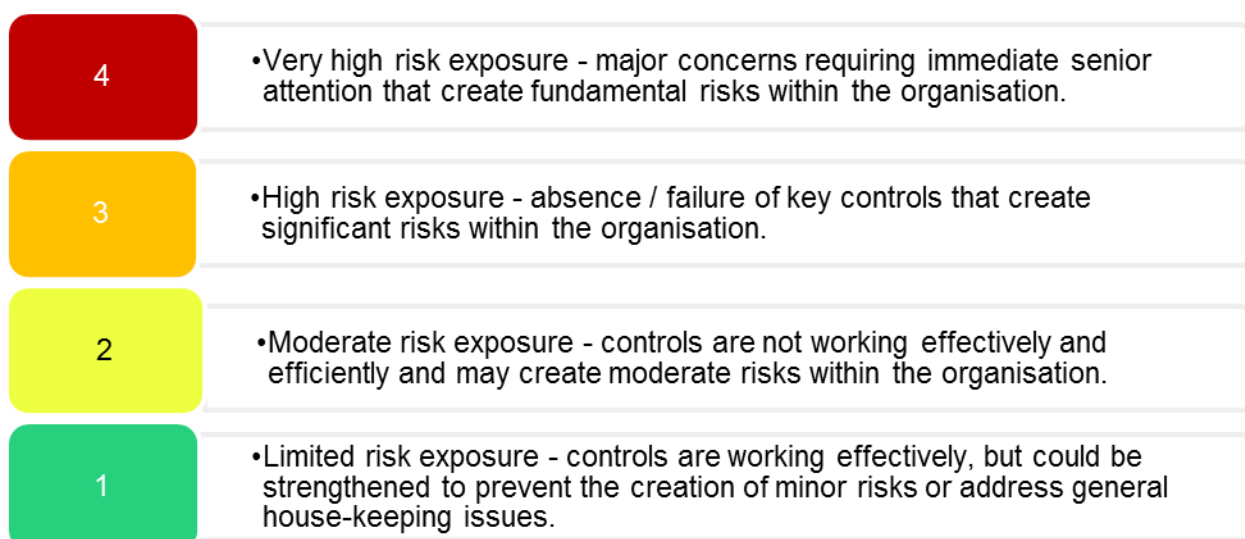 4
•Very high risk exposure - major concerns requiring immediate senior
attention that create fundamental risks within the organisation.
3
•High risk exposure - absence / failure of key controls that create
significant risks within the organisation.
2
•Moderate risk exposure - controls are not working effectively and
efficiently and may create moderate risks within the organisation.
1
•Limited risk exposure - controls are working effectively, but could be
strengthened to prevent the creation of minor risks or address general
house-keeping issues.